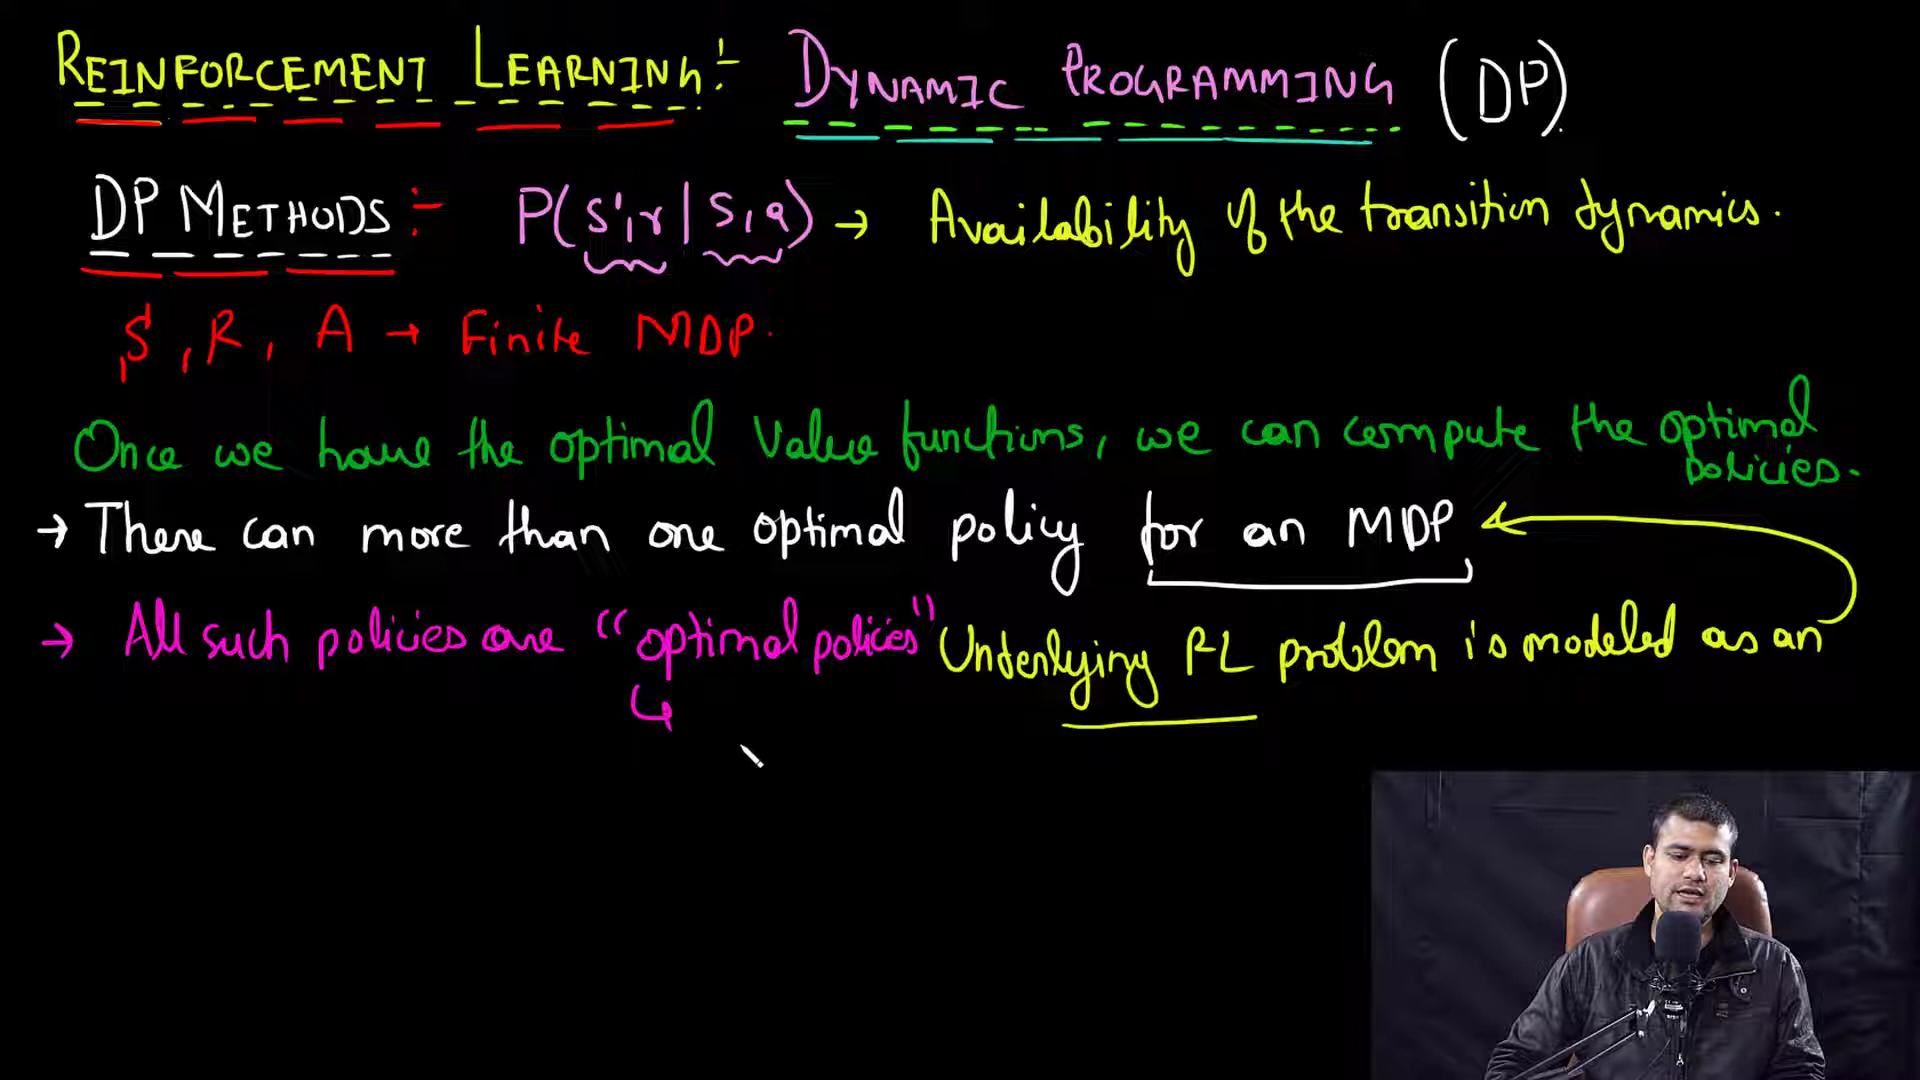 REINFORCEMENT LEARNING:- DYNAMIC PROGRAMMING (DP).
DP METHODS :- P(s', r | s, a) → Availability of the transition dynamics.
S, R, A → Finite MDP.
Once we have the optimal value functions, we can compute the optimal policies.
→ There can more than one optimal policy for an MDP
→ All such policies are "optimal policies"
Underlying RL problem is modeled as an